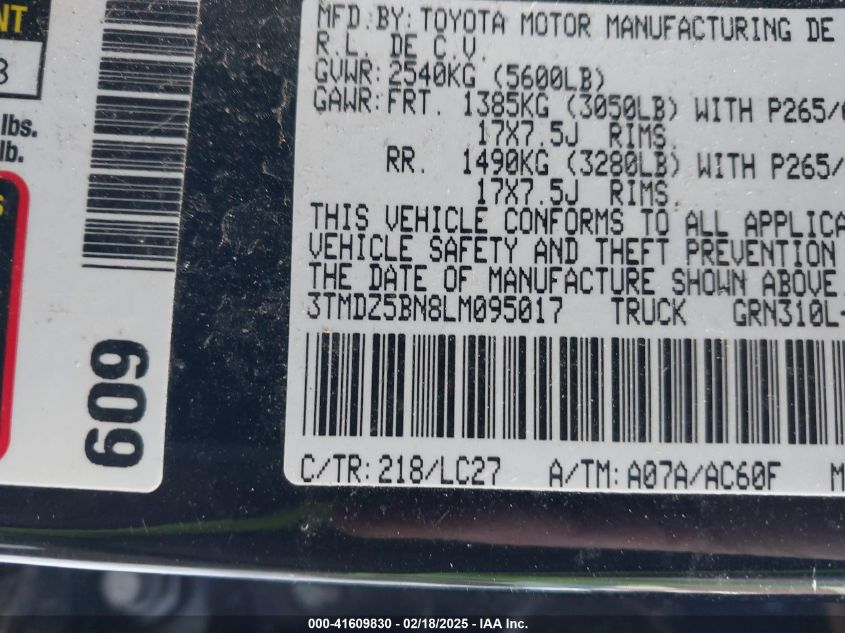 NT
3
lbs.
lb.
S
609
MFD.BY: TOYOTA MOTOR MANUFACTURING DE
R.L. DE C.V.
GVWR: 2540KG (5600LB)
GAWR: FRT. 1385KG (3050LB) WITH P265/
17X7.5J RIMS
RR. 1490KG (3280LB) WITH P265/
17X7.5J RIMS
THIS VEHICLE CONFORMS TO ALL APPLICA
VEHICLE SAFETY AND THEFT PREVENTION
THE DATE OF MANUFACTURE SHOWN ABOVE.
3TMDZ5BN8LM095017 TRUCK GRN310L-
C/TR: 218/LC27 A/TM: A07A/AC60F M
000-41609830 - 02/18/2025 - IAA Inc.